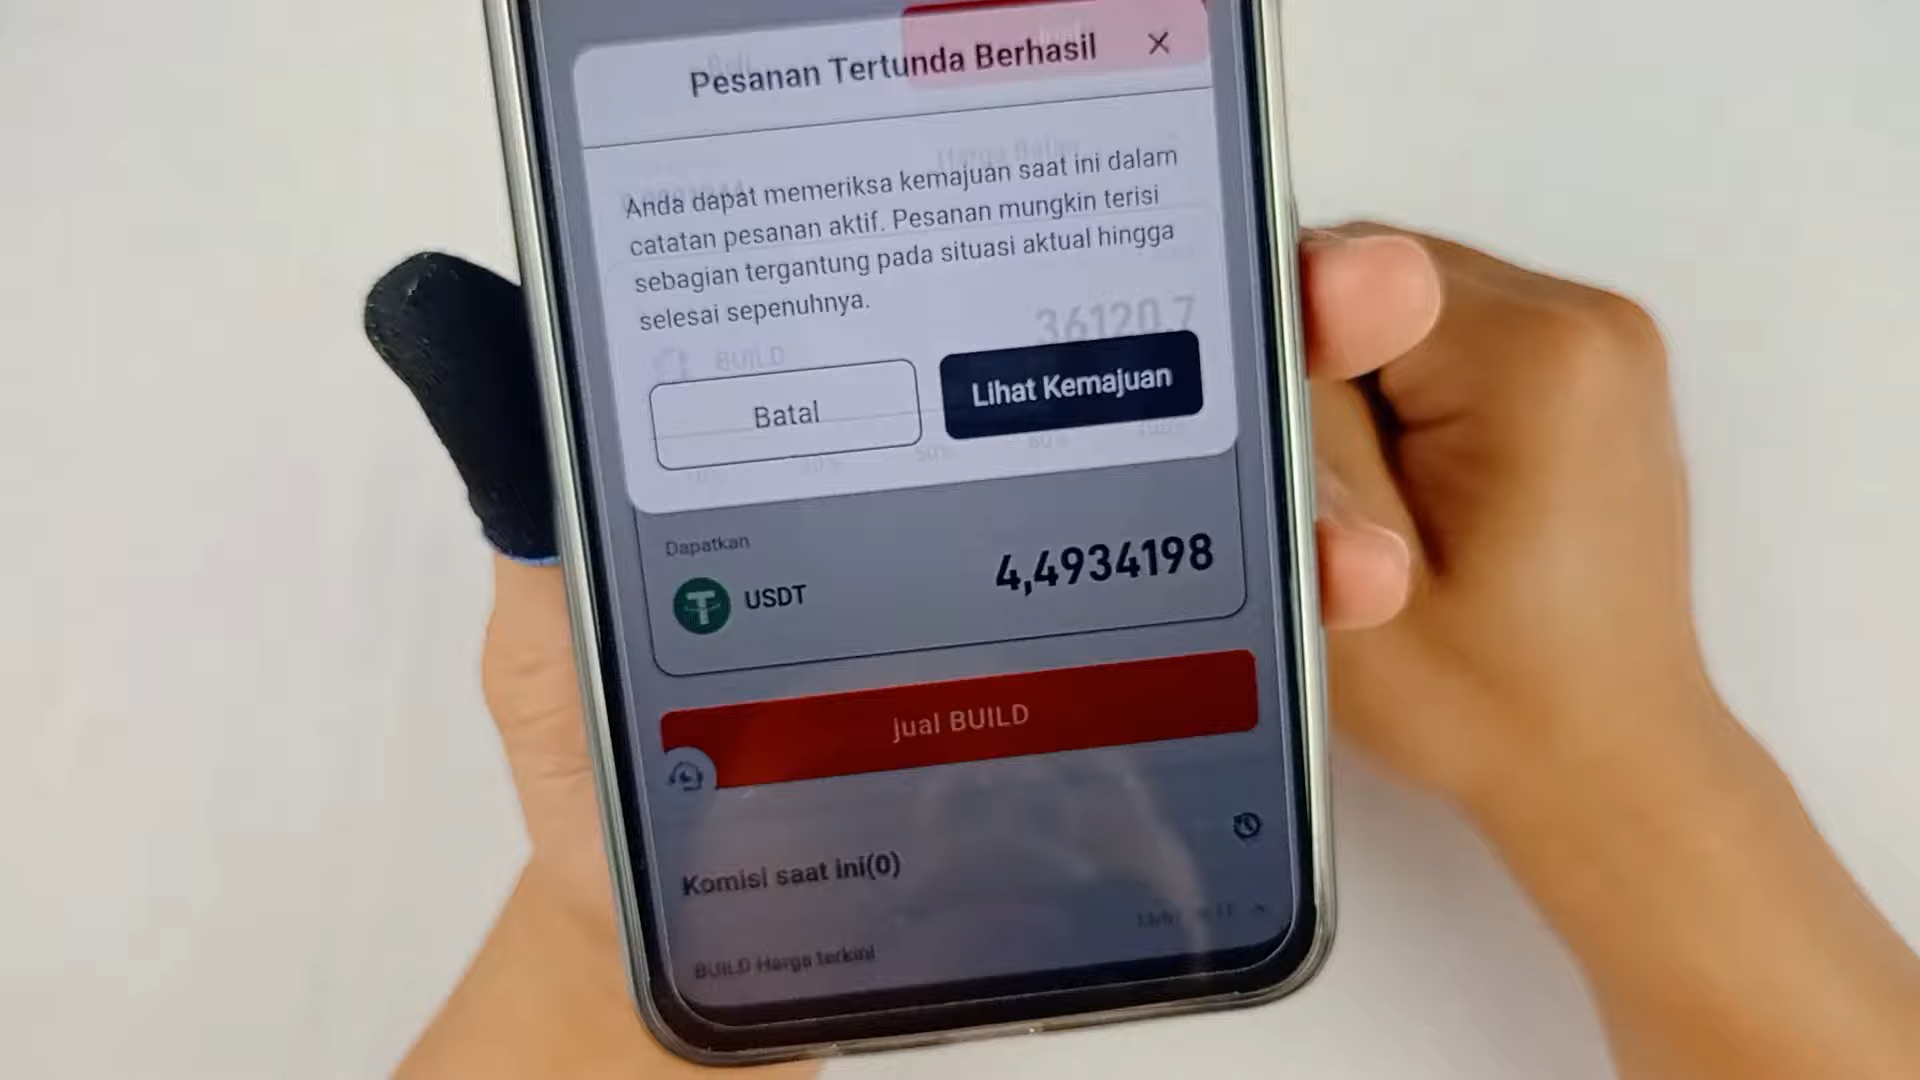 Pesanan Tertunda Berhasil
Anda dapat memeriksa kemajuan saat ini dalam
catatan pesanan aktif. Pesanan mungkin terisi
sebagian tergantung pada situasi aktual hingga
selesai sepenuhnya.
36120.7
BUILD
Batal
Lihat Kemajuan
50%
Dapatkan
USDT
4,4934198
jual BUILD
Komisi saat ini(0)
BUILD Harga terkini